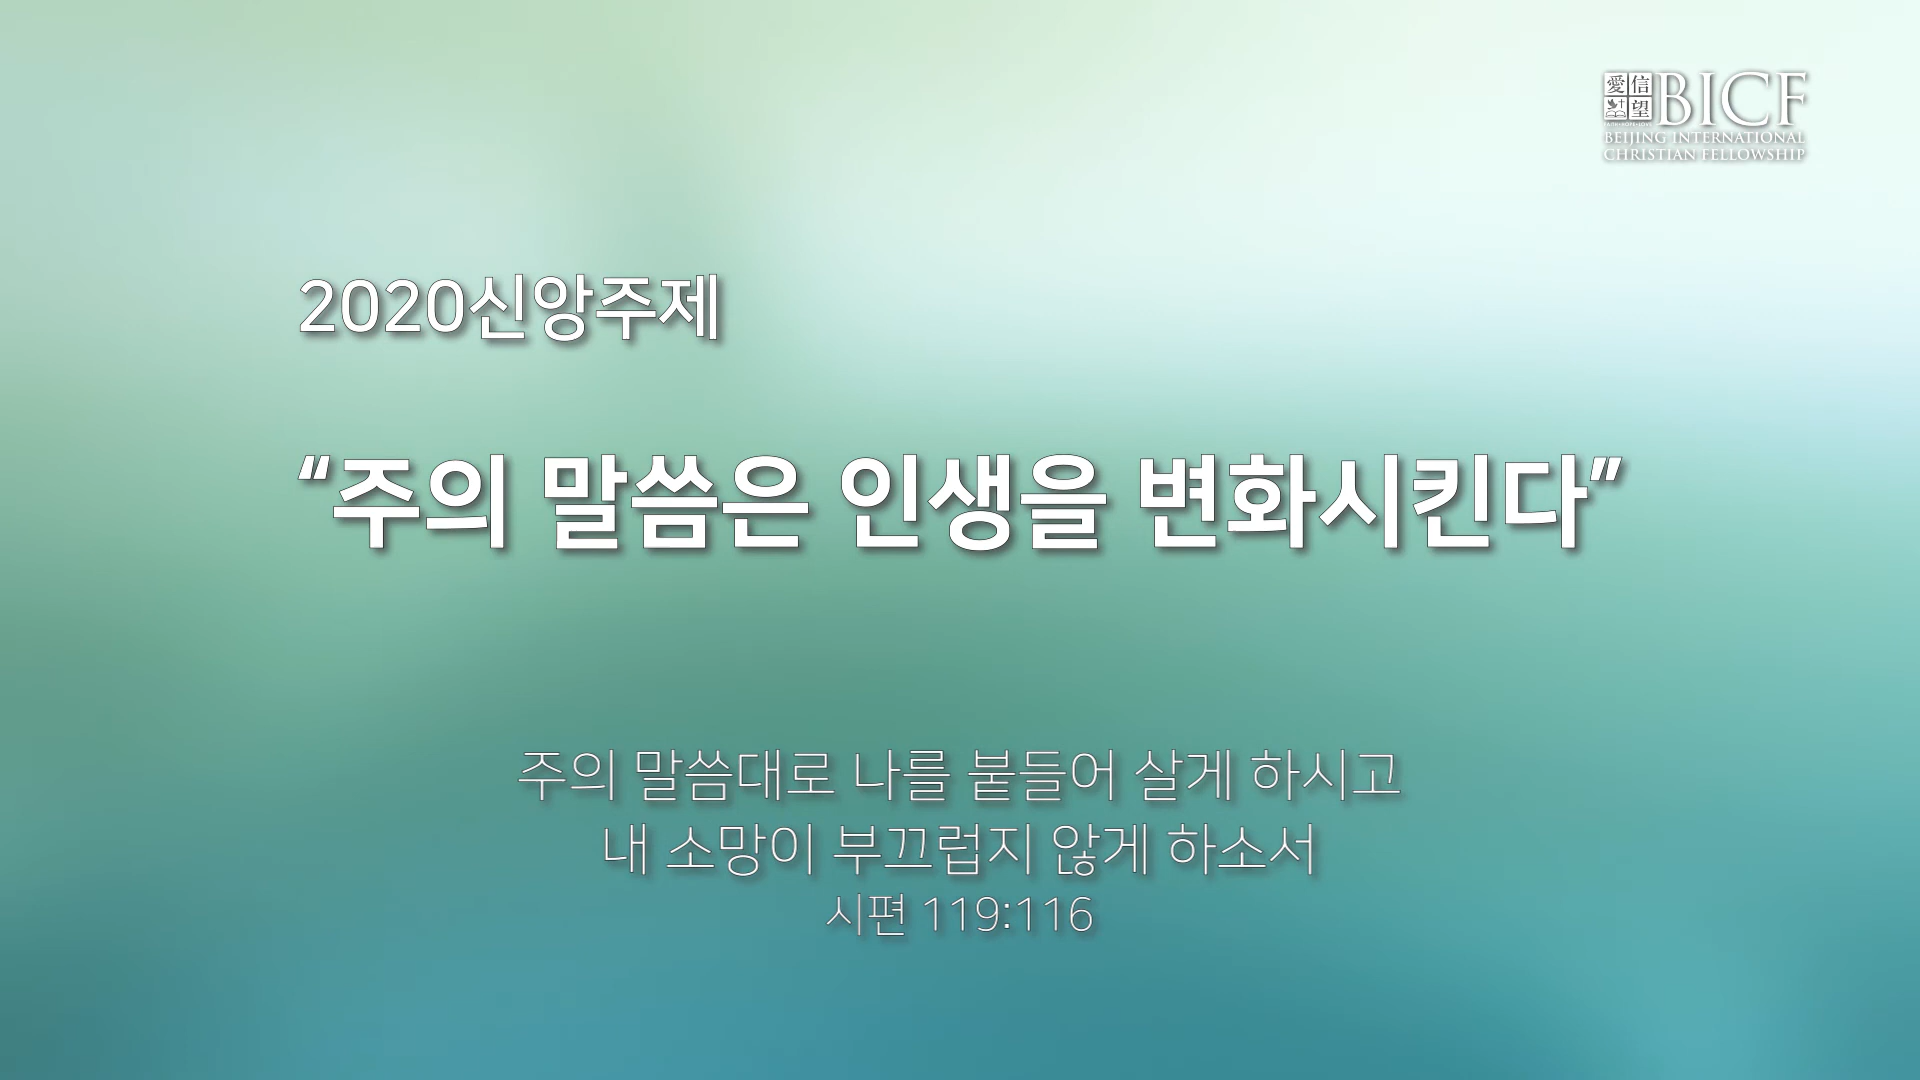 愛信
望
BICF
BEIJING INTERNATIONAL
CHRISTIAN FELLOWSHIP
2020신앙주제
“주의 말씀은 인생을 변화시킨다”
주의 말씀대로 나를 붙들어 살게 하시고
내 소망이 부끄럽지 않게 하소서
시편 119:116